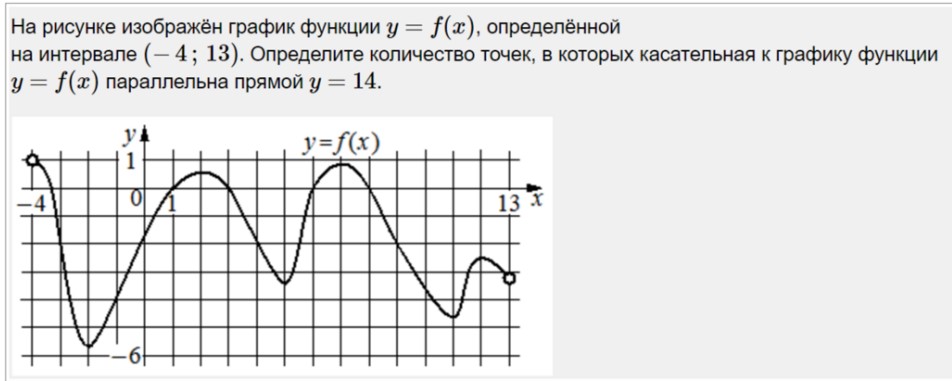 На рисунке изображён график функции y = f(x), определённой
на интервале (− 4 ; 13). Определите количество точек, в которых касательная к графику функции
y = f(x) параллельна прямой y = 14.
y
y=f(x)
1
−4
0
1
13
x
−6